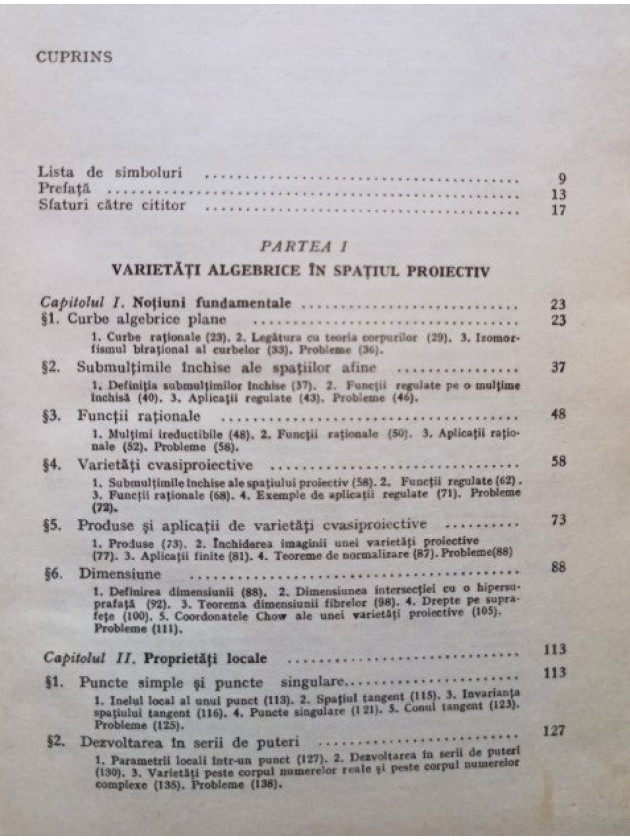 CUPRINS
Lista de simboluri ........................................ 9
Prefață ........................................ 13
Sfaturi către cititor ........................................ 17
PARTEA I
VARIETĂȚI ALGEBRICE ÎN SPAȚIUL PROIECTIV
Capitolul I. Noțiuni fundamentale .............................. 23
§1. Curbe algebrice plane .............................. 23
1. Curbe raționale (23). 2. Legătura cu teoria corpurilor (29). 3. Izomor-
fismul birațional al curbelor (33). Probleme (36).
§2. Submulțimile închise ale spațiilor afine ............... 37
1. Definiția submulțimilor închise (37). 2. Funcții regulate pe o mulțime
închisă (40). 3. Aplicații regulate (43). Probleme (46).
§3. Funcții raționale .............................. 48
1. Mulțimi ireductibile (48). 2. Funcții raționale (50). 3. Aplicații rațio-
nale (52). Probleme (58).
§4. Varietăți cvasiproiective .............................. 58
1. Submulțimile închise ale spațiului proiectiv (58). 2. Funcții regulate (62).
3. Funcții raționale (68). 4. Exemple de aplicații regulate (71). Probleme
(72).
§5. Produse și aplicații de varietăți cvasiproiective .......... 73
1. Produse (73). 2. Închiderea imaginii unei varietăți proiective
(77). 3. Aplicații finite (81). 4. Teoreme de normalizare (87). Probleme(88)
§6. Dimensiune .............................. 88
1. Definirea dimensiunii (88). 2. Dimensiunea intersecției cu o hipersu-
prafață (92). 3. Teorema dimensiunii fibrelor (98). 4. Drepte pe supra-
fețe (100). 5. Coordonatele Chow ale unei varietăți proiective (105).
Probleme (111).
Capitolul II. Proprietăți locale .............................. 113
§1. Puncte simple și puncte singulare.................... 113
1. Inelul local al unui punct (113). 2. Spațiul tangent (115). 3. Invarianța
spațiului tangent (116). 4. Puncte singulare (121). 5. Conul tangent (123).
Probleme (125).
§2. Dezvoltarea în serii de puteri .................... 127
1. Parametrii locali într-un punct (127). 2. Dezvoltarea în serii de puteri
(130). 3. Varietăți peste corpul numerelor reale și peste corpul numerelor
complexe (135). Probleme (138).